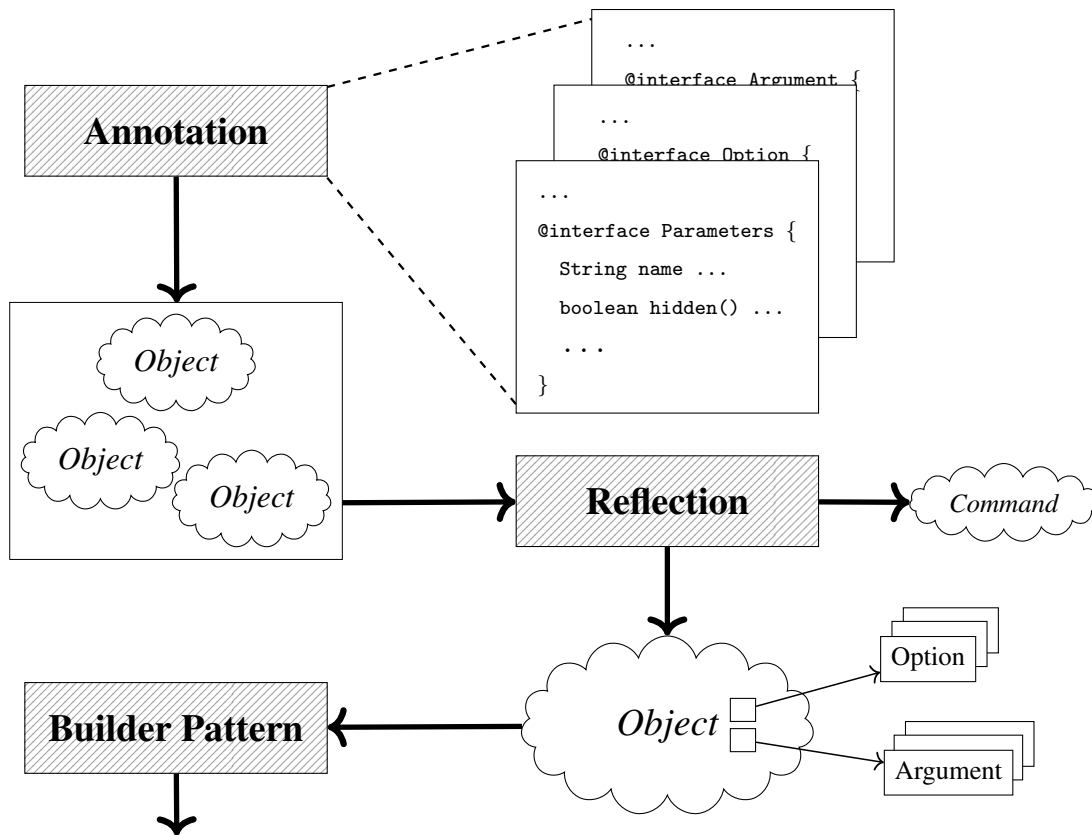 ...
@interface Argument {
Annotation
...
@interface Option {
...
@interface Parameters {
String name ...
boolean hidden() ...
...
}
Object
Object
Object
Reflection
Command
Option
Object
Builder Pattern
Argument